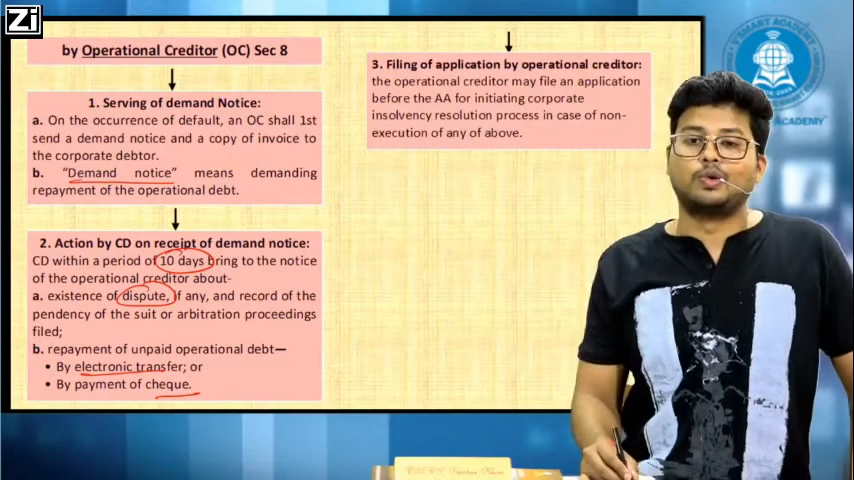 Zi
by Operational Creditor (OC) Sec 8
1. Serving of demand Notice:
a. On the occurrence of default, an OC shall 1st
send a demand notice and a copy of invoice to
the corporate debtor.
b. “Demand notice” means demanding
repayment of the operational debt.
2. Action by CD on receipt of demand notice:
CD within a period of 10 days bring to the notice
of the operational creditor about-
a. existence of dispute, if any, and record of the
pendency of the suit or arbitration proceedings
filed;
b. repayment of unpaid operational debt—
• By electronic transfer; or
• By payment of cheque.
3. Filing of application by operational creditor:
the operational creditor may file an application
before the AA for initiating corporate
insolvency resolution process in case of non-
execution of any of above.
V SMART ACADEMY
ACADEMY